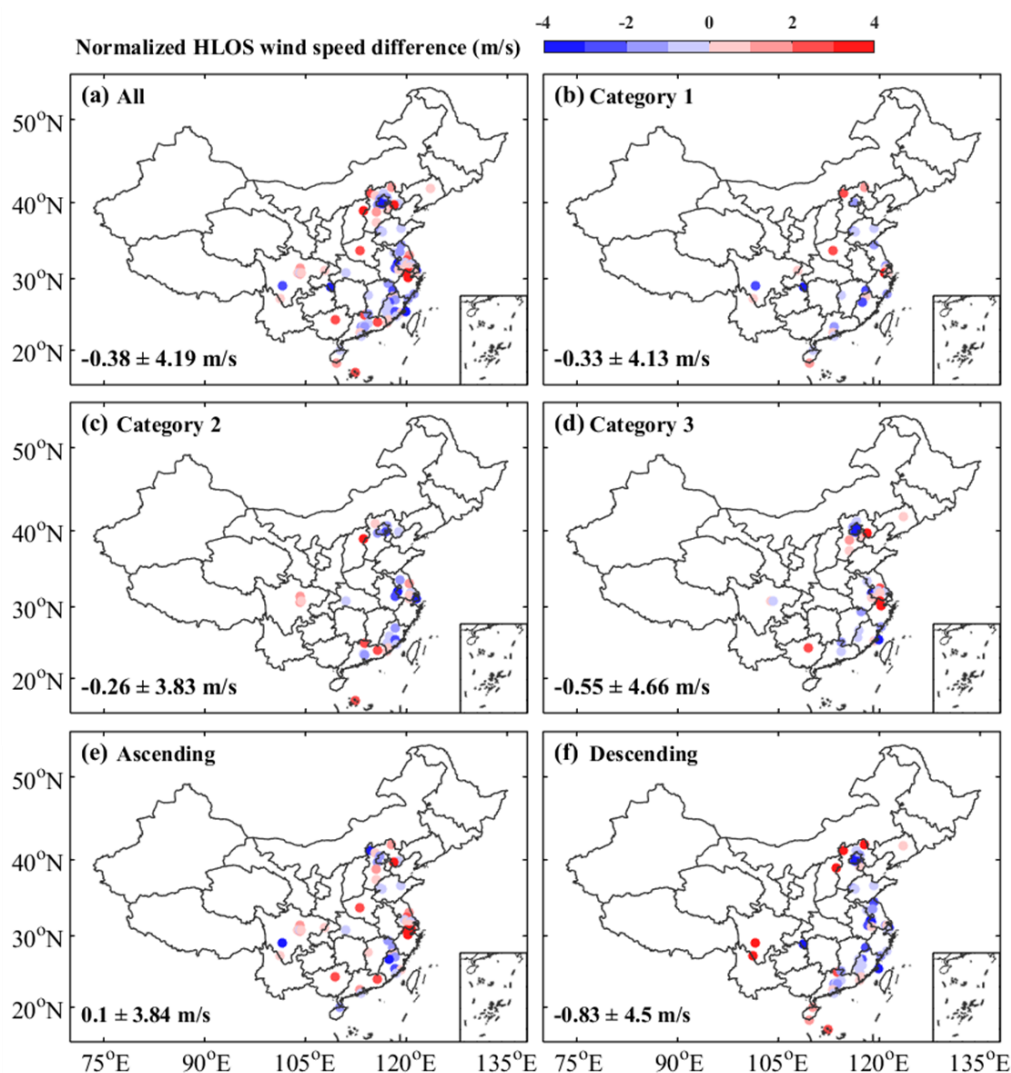 -4 -2 0 2 4
Normalized HLOS wind speed difference (m/s)
(a) All
(b) Category 1
50°N
40°N
30°N
20°N
-0.38 ± 4.19 m/s
-0.33 ± 4.13 m/s
(c) Category 2
(d) Category 3
50°N
40°N
30°N
20°N
-0.26 ± 3.83 m/s
-0.55 ± 4.66 m/s
(e) Ascending
(f) Descending
50°N
40°N
30°N
20°N
0.1 ± 3.84 m/s
-0.83 ± 4.5 m/s
75°E 90°E 105°E 120°E 135°E 75°E 90°E 105°E 120°E 135°E